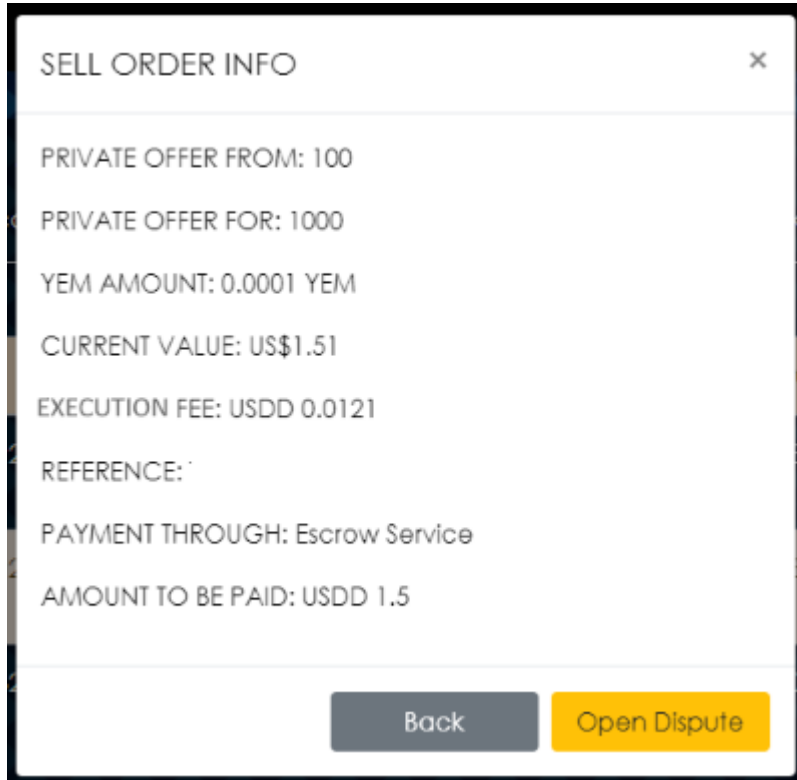 SELL ORDER INFO ×
PRIVATE OFFER FROM: 100
PRIVATE OFFER FOR: 1000
YEM AMOUNT: 0.0001 YEM
CURRENT VALUE: US$1.51
EXECUTION FEE: USDD 0.0121
REFERENCE:
PAYMENT THROUGH: Escrow Service
AMOUNT TO BE PAID: USDD 1.5
Back Open Dispute